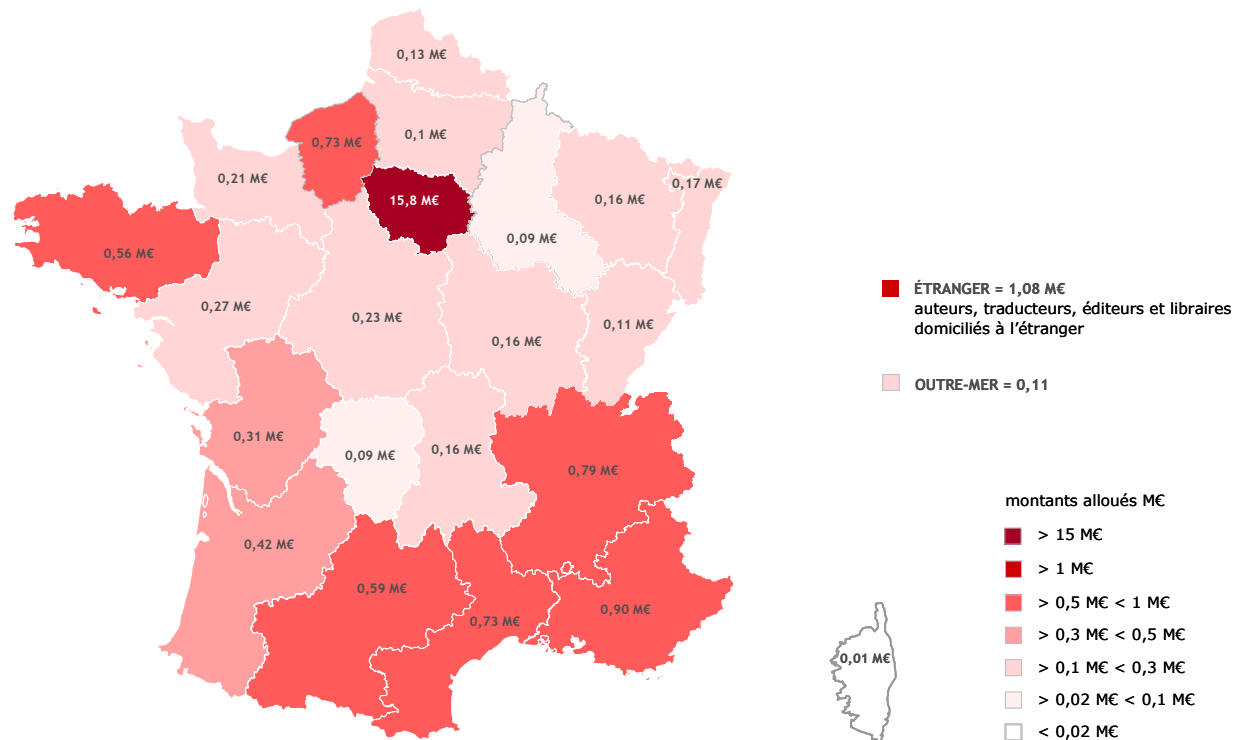 0,13 M€
0,1 M€
0,73 M€
0,21 M€
0,17 M€
0,16 M€
15,8 M€
0,09 M€
0,56 M€
0,27 M€
0,23 M€
0,16 M€
0,11 M€
0,31 M€
0,09 M€
0,16 M€
0,79 M€
0,42 M€
0,59 M€
0,73 M€
0,90 M€
0,01 M€
ÉTRANGER = 1,08 M€
auteurs, traducteurs, éditeurs et libraires
domiciliés à l’étranger
OUTRE-MER = 0,11
montants alloués M€
> 15 M€
> 1 M€
> 0,5 M€ < 1 M€
> 0,3 M€ < 0,5 M€
> 0,1 M€ < 0,3 M€
> 0,02 M€ < 0,1 M€
< 0,02 M€